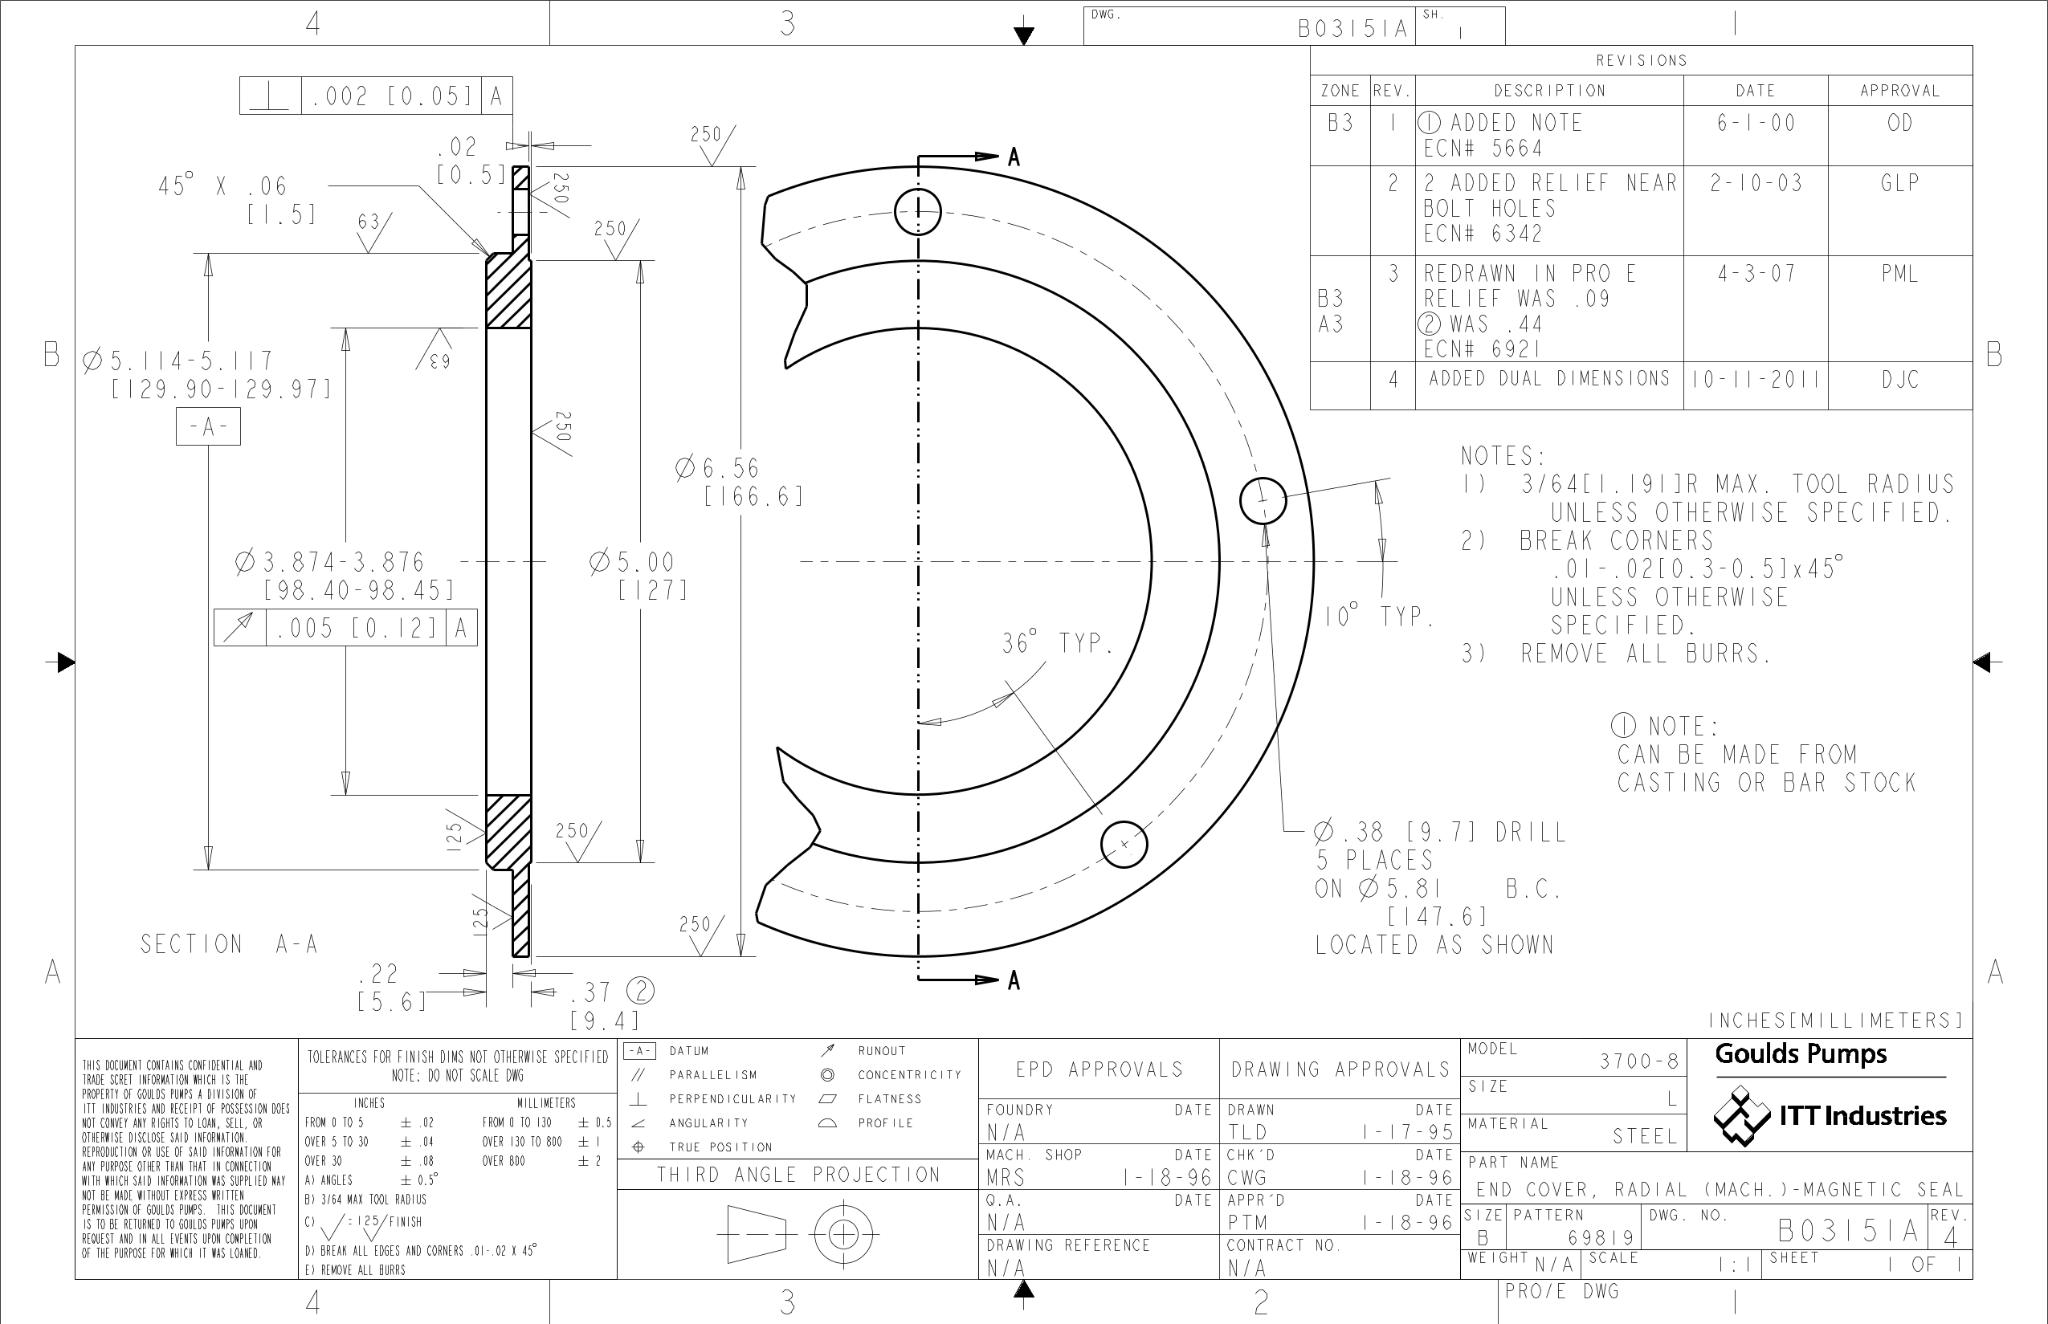 4
3
DWG.
B03151A
SH.
1
1
REVISIONS
ZONE REV. DESCRIPTION DATE APPROVAL
B3 1 ① ADDED NOTE 6-1-00 OD
ECN# 5664
2 2 ADDED RELIEF NEAR 2-10-03 GLP
BOLT HOLES
ECN# 6342
3 REDRAWN IN PRO E 4-3-07 PML
B3 RELIEF WAS .09
A3 ② WAS .44
ECN# 6921
4 ADDED DUAL DIMENSIONS 10-11-2011 DJC
⊥ .002 [0.05] A
.02
[0.5]
45° X .06
[1.5]
63
250
250
250
A
B
B
Ø5.114-5.117
[129.90-129.97]
-A-
63
250
Ø6.56
[166.6]
Ø3.874-3.876
[98.40-98.45]
.005 [0.12] A
Ø5.00
[127]
10° TYP.
36° TYP.
NOTES:
1) 3/64[1.191]R MAX. TOOL RADIUS
UNLESS OTHERWISE SPECIFIED.
2) BREAK CORNERS
.01-.02[0.3-0.5]x45°
UNLESS OTHERWISE
SPECIFIED.
3) REMOVE ALL BURRS.
① NOTE:
CAN BE MADE FROM
CASTING OR BAR STOCK
125
250
Ø.38 [9.7] DRILL
5 PLACES
ON Ø5.81 B.C.
[147.6]
LOCATED AS SHOWN
125
250
SECTION A-A
A
A
.22
[5.6]
.37 ②
[9.4]
A
INCHES[MILLIMETERS]
THIS DOCUMENT CONTAINS CONFIDENTIAL AND
TRADE SCRET INFORMATION WHICH IS THE
PROPERTY OF GOULDS PUMPS A DIVISION OF
ITT INDUSTRIES AND RECEIPT OF POSSESSION DOES
NOT CONVEY ANY RIGHTS TO LOAN, SELL, OR
OTHERWISE DISCLOSE SAID INFORMATION.
REPRODUCTION OR USE OF SAID INFORMATION FOR
ANY PURPOSE OTHER THAN THAT IN CONNECTION
WITH WHICH SAID INFORMATION WAS SUPPLIED MAY
NOT BE MADE WITHOUT EXPRESS WRITTEN
PERMISSION OF GOULDS PUMPS. THIS DOCUMENT
IS TO BE RETURNED TO GOULDS PUMPS UPON
REQUEST AND IN ALL EVENTS UPON COMPLETION
OF THE PURPOSE FOR WHICH IT WAS LOANED.
TOLERANCES FOR FINISH DIMS NOT OTHERWISE SPECIFIED
NOTE: DO NOT SCALE DWG
INCHES MILLIMETERS
FROM 0 TO 5 ± .02 FROM 0 TO 130 ± 0.5
OVER 5 TO 30 ± .04 OVER 130 TO 800 ± 1
OVER 30 ± .08 OVER 800 ± 2
A) ANGLES ± 0.5°
B) 3/64 MAX TOOL RADIUS
C) √ = 125/ FINISH
D) BREAK ALL EDGES AND CORNERS .01-.02 X 45°
E) REMOVE ALL BURRS
-A- DATUM RUNOUT
PARALLELISM CONCENTRICITY
PERPENDICULARITY FLATNESS
ANGULARITY PROFILE
TRUE POSITION
THIRD ANGLE PROJECTION
EPD APPROVALS
FOUNDRY DATE
N/A
MACH. SHOP DATE
MRS 1-18-96
Q.A. DATE
N/A
DRAWING REFERENCE
N/A
DRAWING APPROVALS
DRAWN DATE
TLD 1-17-95
CHK'D DATE
CWG 1-18-96
APPR'D DATE
PTM 1-18-96
CONTRACT NO.
N/A
MODEL
3700-8
SIZE
L
MATERIAL
STEEL
Goulds Pumps
ITT Industries
PART NAME
END COVER, RADIAL (MACH.)-MAGNETIC SEAL
SIZE PATTERN DWG. NO. REV.
B 69819 B03151A 4
WEIGHT N/A SCALE 1:1 SHEET 1 OF 1
4
3
2
PRO/E DWG
1